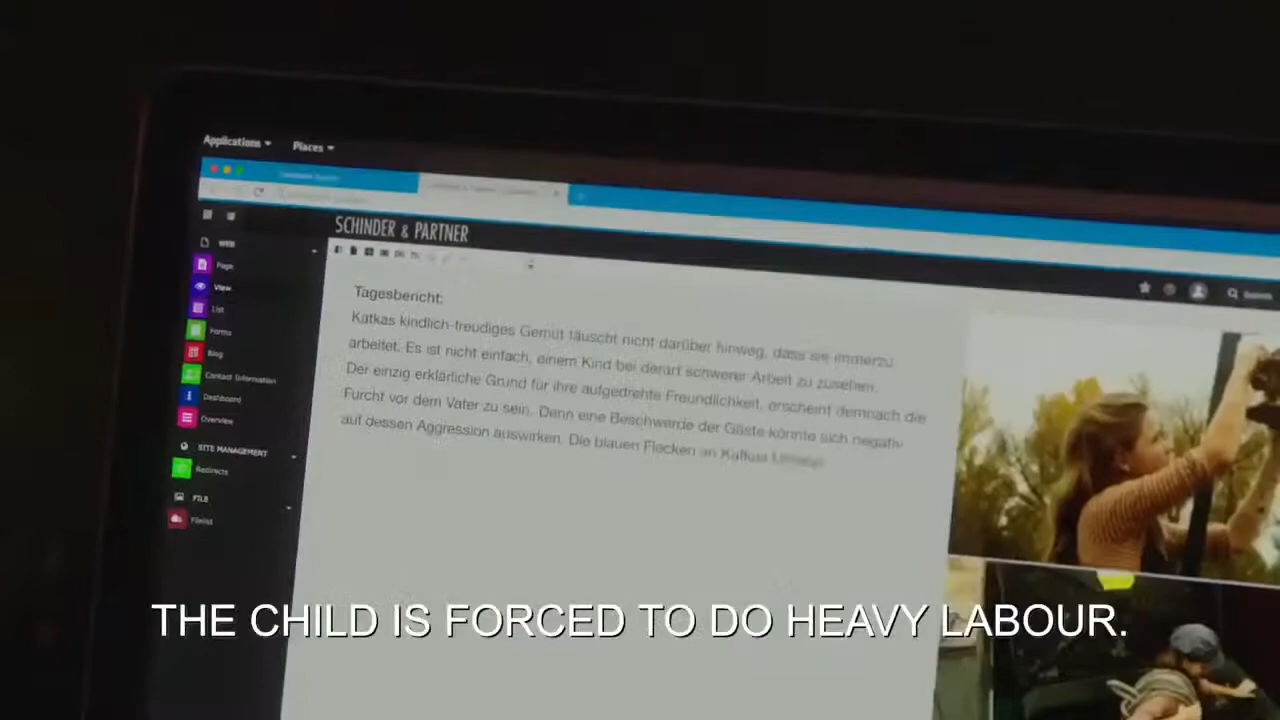 Applications
Places
SCHINDER & PARTNER
WEB
Page
View
List
Forms
Blog
Contact Information
Dashboard
Overview
SITE MANAGEMENT
Redirects
FILE
Filelist
Search
Tagesbericht:
Katkas kindlich-freudiges Gemüt täuscht nicht darüber hinweg, dass sie immerzu
arbeitet. Es ist nicht einfach, einem Kind bei derart schwerer Arbeit zu zusehen.
Der einzig erklärliche Grund für ihre aufgedrehte Freundlichkeit, erscheint demnach die
Furcht vor dem Vater zu sein. Denn eine Beschwerde der Gäste könnte sich negativ
auf dessen Aggression auswirken. Die blauen Flecken an Katkas
THE CHILD IS FORCED TO DO HEAVY LABOUR.